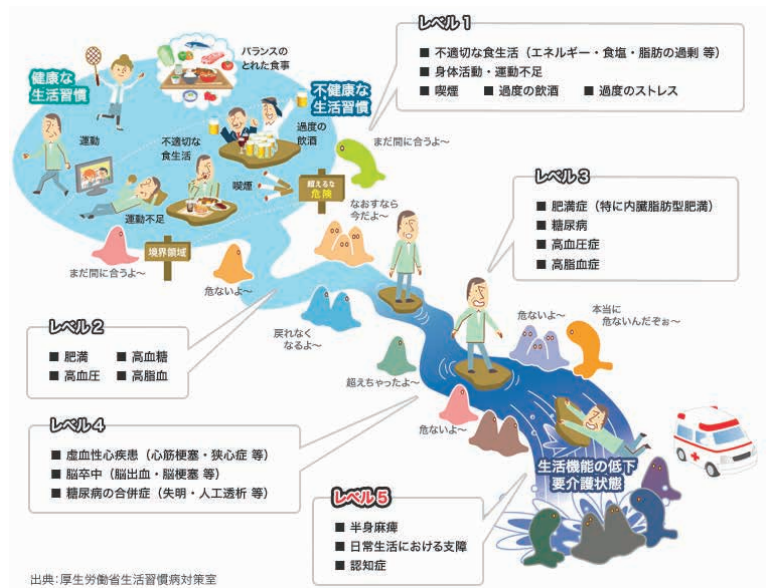 レベル1
■ 不適切な食生活（エネルギー・食塩・脂肪の過剰 等）
■ 身体活動・運動不足
■ 喫煙　■ 過度の飲酒　■ 過度のストレス
バランスの
とれた食事
健康な
生活習慣
不健康な
生活習慣
運動
不適切な
食生活
過度の
飲酒
喫煙
運動不足
超えるな
危険
境界領域
まだ間に合うよ～
まだ間に合うよ～
なおすなら
今だよ～
危ないよ～
レベル3
■ 肥満症（特に内臓脂肪型肥満）
■ 糖尿病
■ 高血圧症
■ 高脂血症
レベル2
■ 肥満　■ 高血糖
■ 高血圧　■ 高脂血
戻れなく
なるよ～
超えちゃったよ～
危ないよ～
本当に
危ないんだぞぉ～
危ないよ～
レベル4
■ 虚血性心疾患（心筋梗塞・狭心症 等）
■ 脳卒中（脳出血・脳梗塞 等）
■ 糖尿病の合併症（失明・人工透析 等）
生活機能の低下
要介護状態
レベル5
■ 半身麻痺
■ 日常生活における支障
■ 認知症
出典：厚生労働省生活習慣病対策室